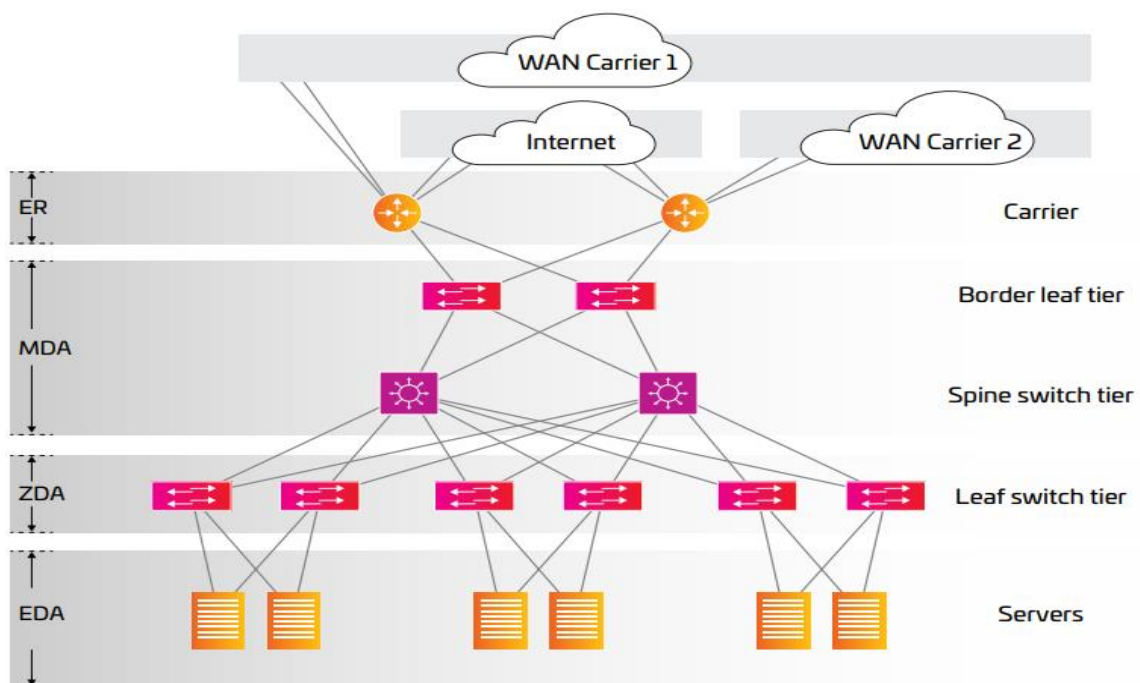 WAN Carrier 1
Internet
WAN Carrier 2
ER
Carrier
Border leaf tier
MDA
Spine switch tier
ZDA
Leaf switch tier
EDA
Servers